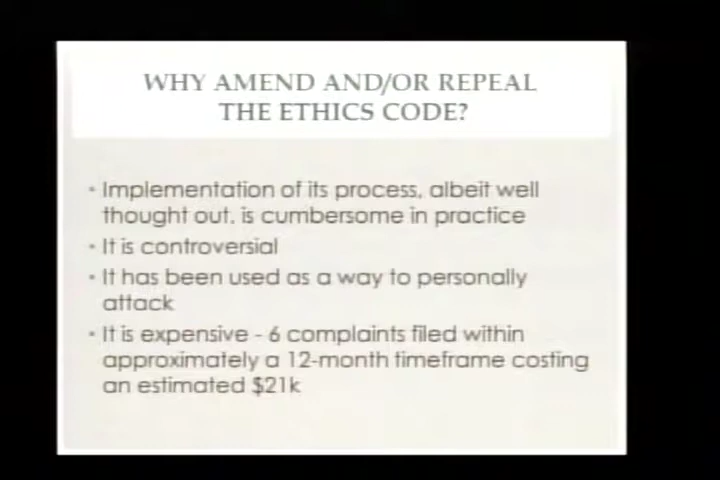 WHY AMEND AND/OR REPEAL
THE ETHICS CODE?
• Implementation of its process, albeit well
thought out, is cumbersome in practice
• It is controversial
• It has been used as a way to personally
attack
• It is expensive - 6 complaints filed within
approximately a 12-month timeframe costing
an estimated $21k